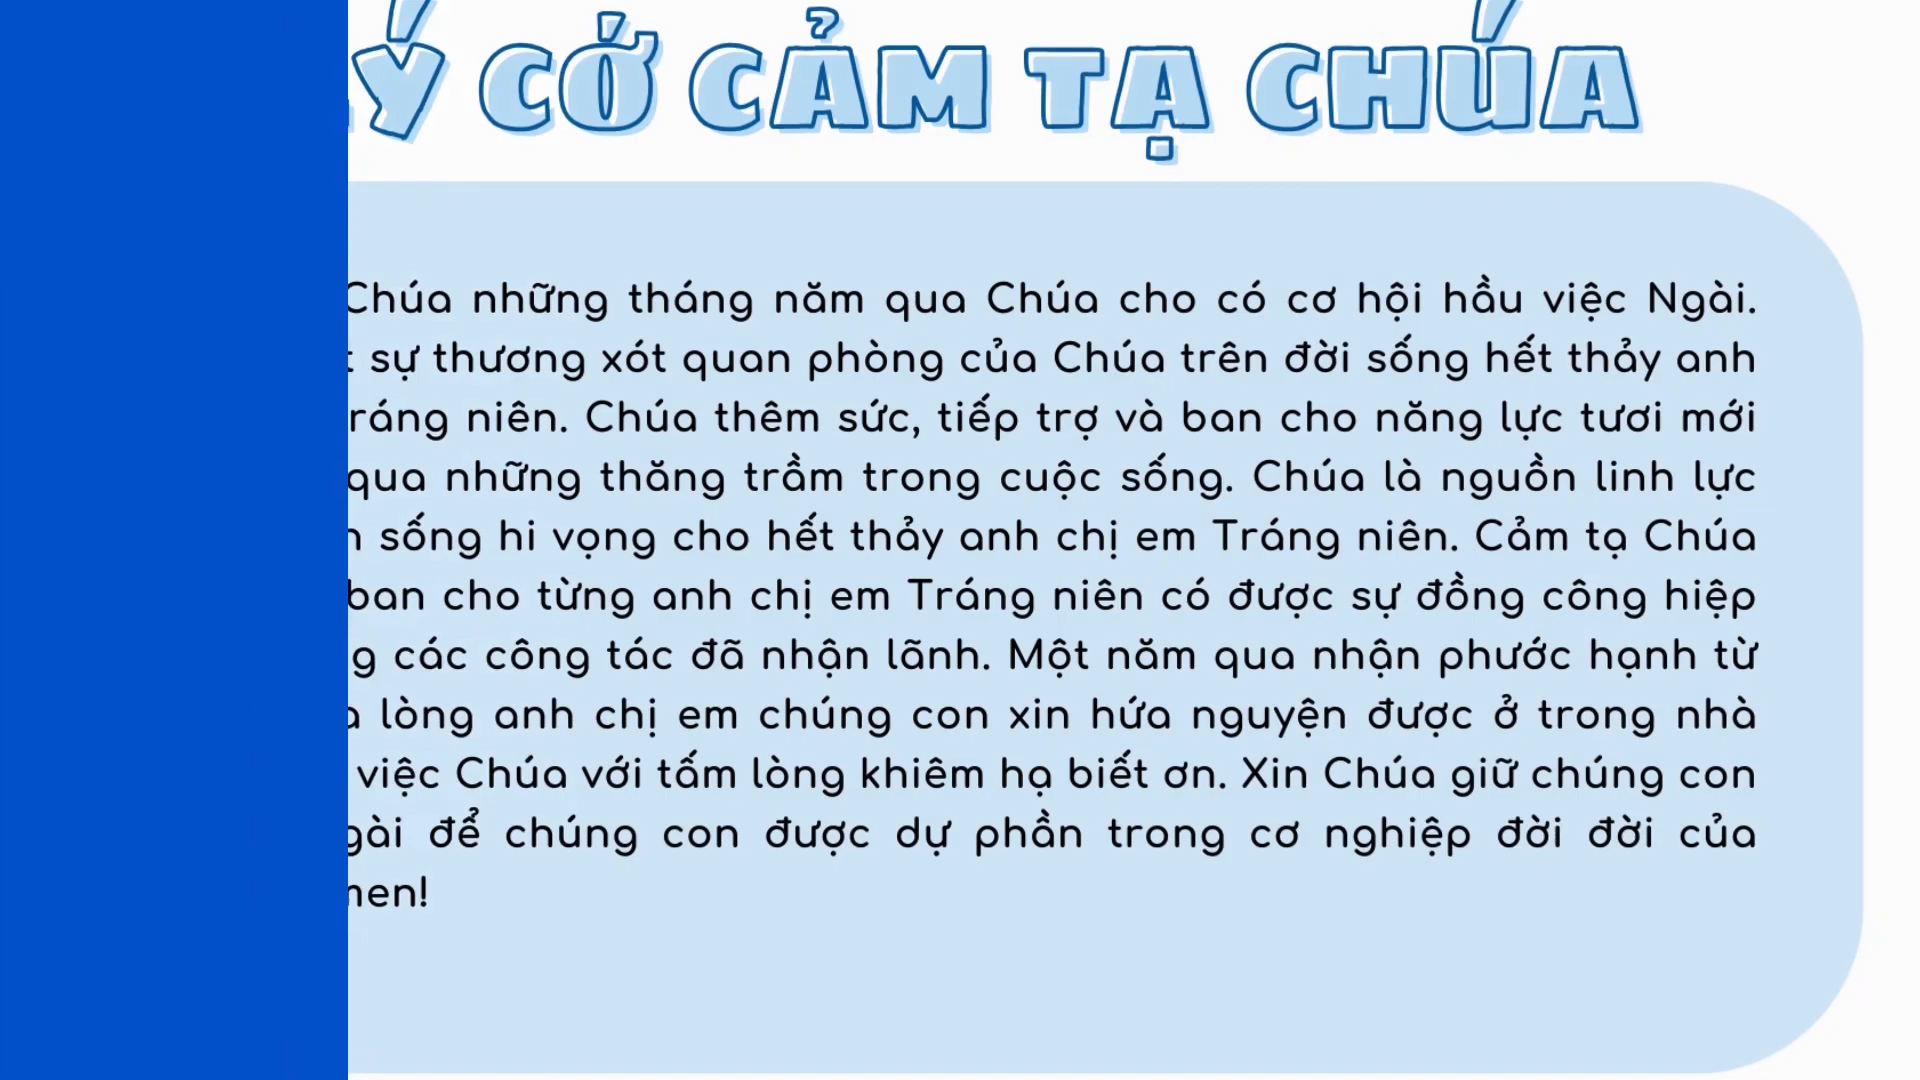 CỚ CẢM TẠ CHÚA
Chúa những tháng năm qua Chúa cho có cơ hội hầu việc Ngài.
sự thương xót quan phòng của Chúa trên đời sống hết thảy anh
niên. Chúa thêm sức, tiếp trợ và ban cho năng lực tươi mới
qua những thăng trầm trong cuộc sống. Chúa là nguồn linh lực
sống hi vọng cho hết thảy anh chị em Tráng niên. Cảm tạ Chúa
ban cho từng anh chị em Tráng niên có được sự đồng công hiệp
các công tác đã nhận lãnh. Một năm qua nhận phước hạnh từ
lòng anh chị em chúng con xin hứa nguyện được ở trong nhà
việc Chúa với tấm lòng khiêm hạ biết ơn. Xin Chúa giữ chúng con
để chúng con được dự phần trong cơ nghiệp đời đời của